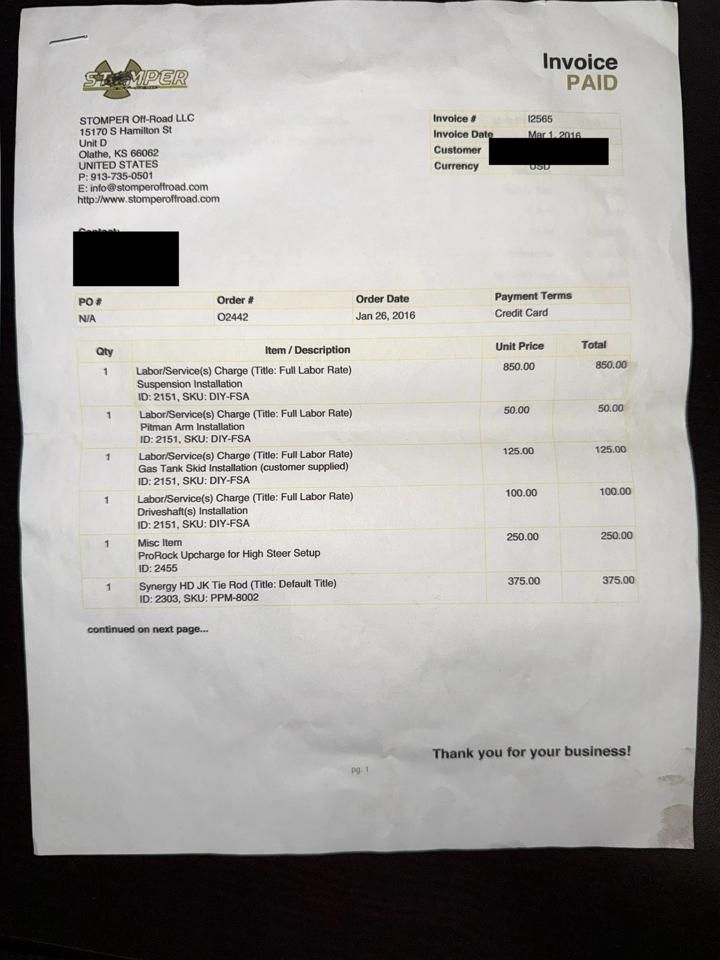 STOMPER
Invoice
PAID
STOMPER Off-Road LLC
15170 S Hamilton St
Unit D
Olathe, KS 66062
UNITED STATES
P: 913-735-0501
E: info@stomperoffroad.com
http://www.stomperoffroad.com
Invoice # I2565
Invoice Date Mar 1, 2016
Customer
Currency USD
Contact:
PO # Order # Order Date Payment Terms
N/A O2442 Jan 26, 2016 Credit Card
Qty Item / Description Unit Price Total
1 Labor/Service(s) Charge (Title: Full Labor Rate) 850.00 850.00
Suspension Installation
ID: 2151, SKU: DIY-FSA
1 Labor/Service(s) Charge (Title: Full Labor Rate) 50.00 50.00
Pitman Arm Installation
ID: 2151, SKU: DIY-FSA
1 Labor/Service(s) Charge (Title: Full Labor Rate) 125.00 125.00
Gas Tank Skid Installation (customer supplied)
ID: 2151, SKU: DIY-FSA
1 Labor/Service(s) Charge (Title: Full Labor Rate) 100.00 100.00
Driveshaft(s) Installation
ID: 2151, SKU: DIY-FSA
1 Misc Item 250.00 250.00
ProRock Upcharge for High Steer Setup
ID: 2455
1 Synergy HD JK Tie Rod (Title: Default Title) 375.00 375.00
ID: 2303, SKU: PPM-8002
continued on next page...
Thank you for your business!
pg. 1